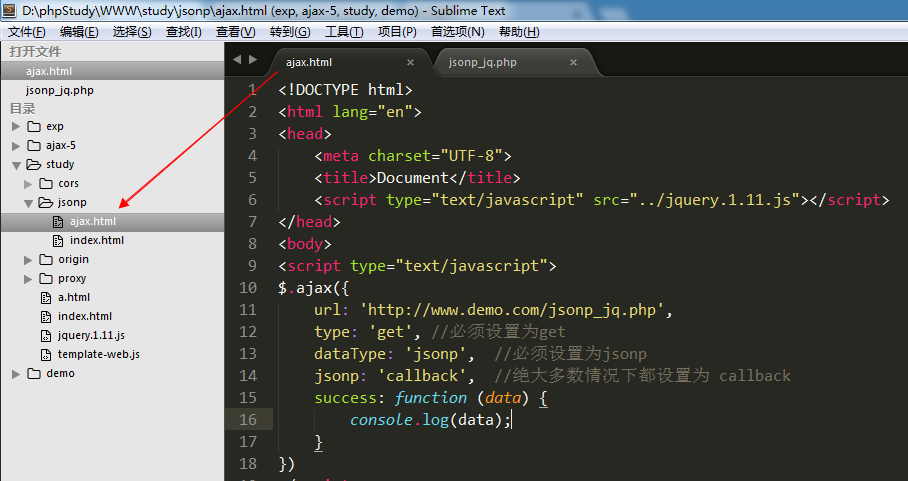 D:\phpStudy\WWW\study\jsonp\ajax.html (exp, ajax-5, study, demo) - Sublime Text
文件(F) 编辑(E) 选择(S) 查找(I) 查看(V) 转到(G) 工具(T) 项目(P) 首选项(N) 帮助(H)
打开文件
ajax.html
jsonp_jq.php
目录
exp
ajax-5
study
cors
jsonp
ajax.html
index.html
origin
proxy
a.html
index.html
jquery.1.11.js
template-web.js
demo
ajax.html × jsonp_jq.php ×
1 <!DOCTYPE html>
2 <html lang="en">
3 <head>
4     <meta charset="UTF-8">
5     <title>Document</title>
6     <script type="text/javascript" src="../jquery.1.11.js"></script>
7 </head>
8 <body>
9 <script type="text/javascript">
10 $.ajax({
11     url: 'http://www.demo.com/jsonp_jq.php',
12     type: 'get', //必须设置为get
13     dataType: 'jsonp',  //必须设置为jsonp
14     jsonp: 'callback',  //绝大多数情况下都设置为 callback
15     success: function (data) {
16         console.log(data);
17     }
18 })